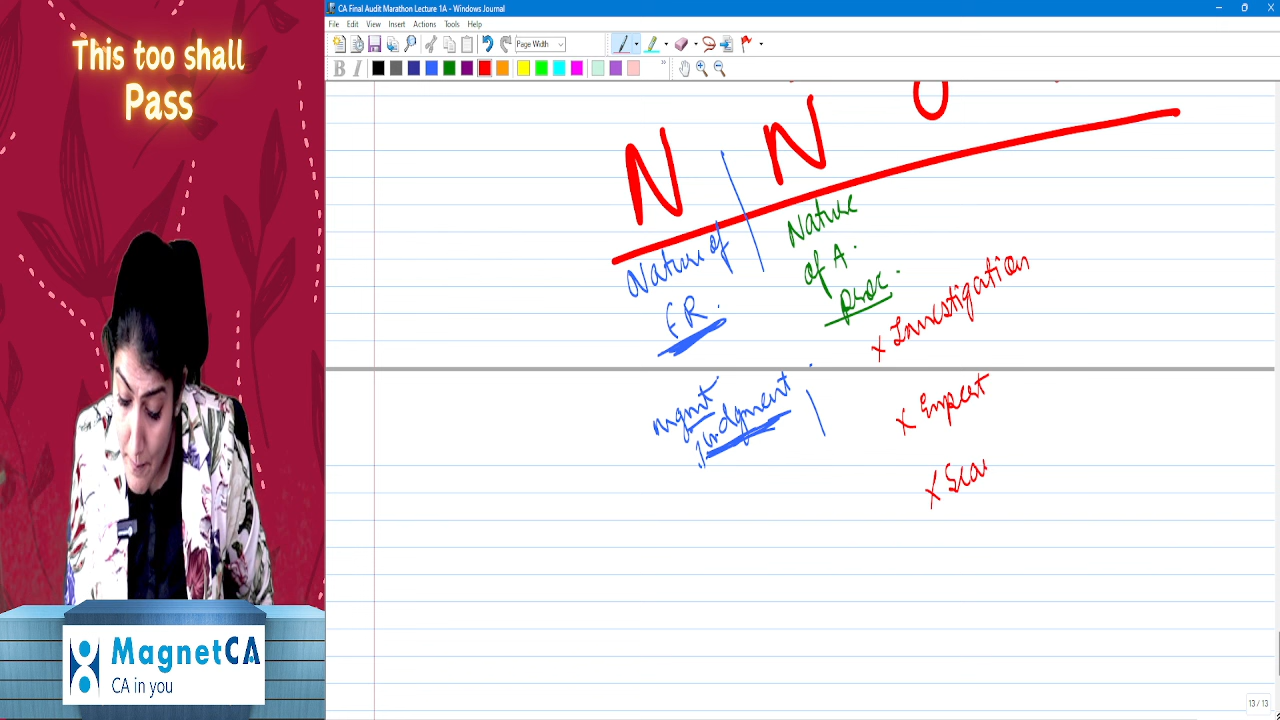 This too shall
Pass
MagnetCA
CA in you
CA Final Audit Marathon Lecture 1A - Windows Journal
File Edit View Insert Actions Tools Help
Page Width
B I
N N
Nature of
FR.
Nature
of A.
proc.
x Investigation
mgmt
judgment
x Expert
x
13 / 13